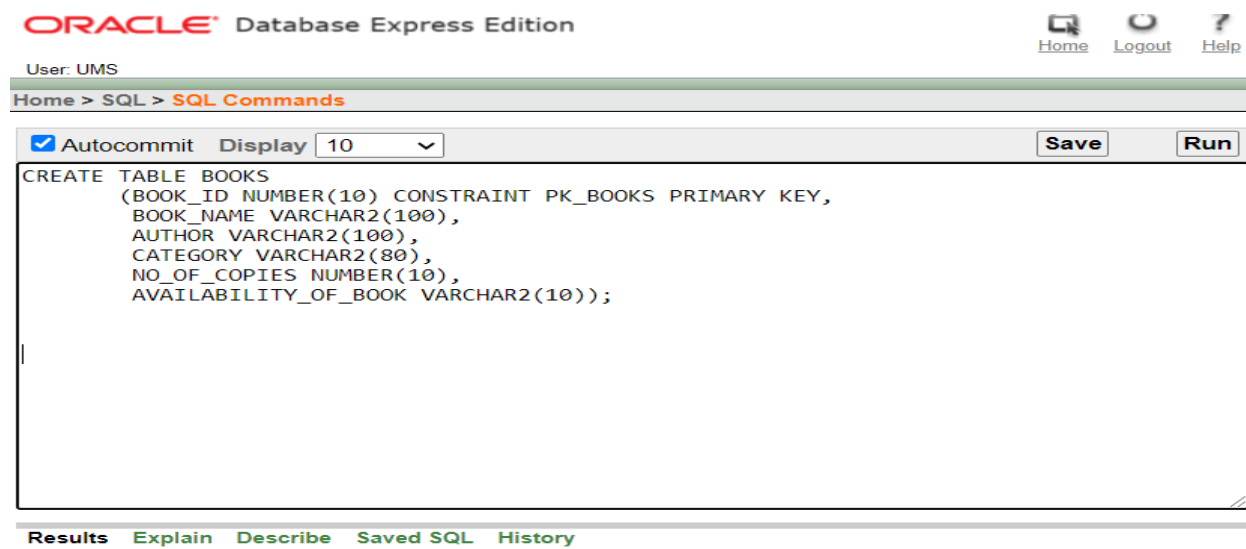 ORACLE Database Express Edition
Home Logout Help
User: UMS
Home > SQL > SQL Commands
Autocommit Display 10 Save Run
CREATE TABLE BOOKS
(BOOK_ID NUMBER(10) CONSTRAINT PK_BOOKS PRIMARY KEY,
BOOK_NAME VARCHAR2(100),
AUTHOR VARCHAR2(100),
CATEGORY VARCHAR2(80),
NO_OF_COPIES NUMBER(10),
AVAILABILITY_OF_BOOK VARCHAR2(10));
Results Explain Describe Saved SQL History